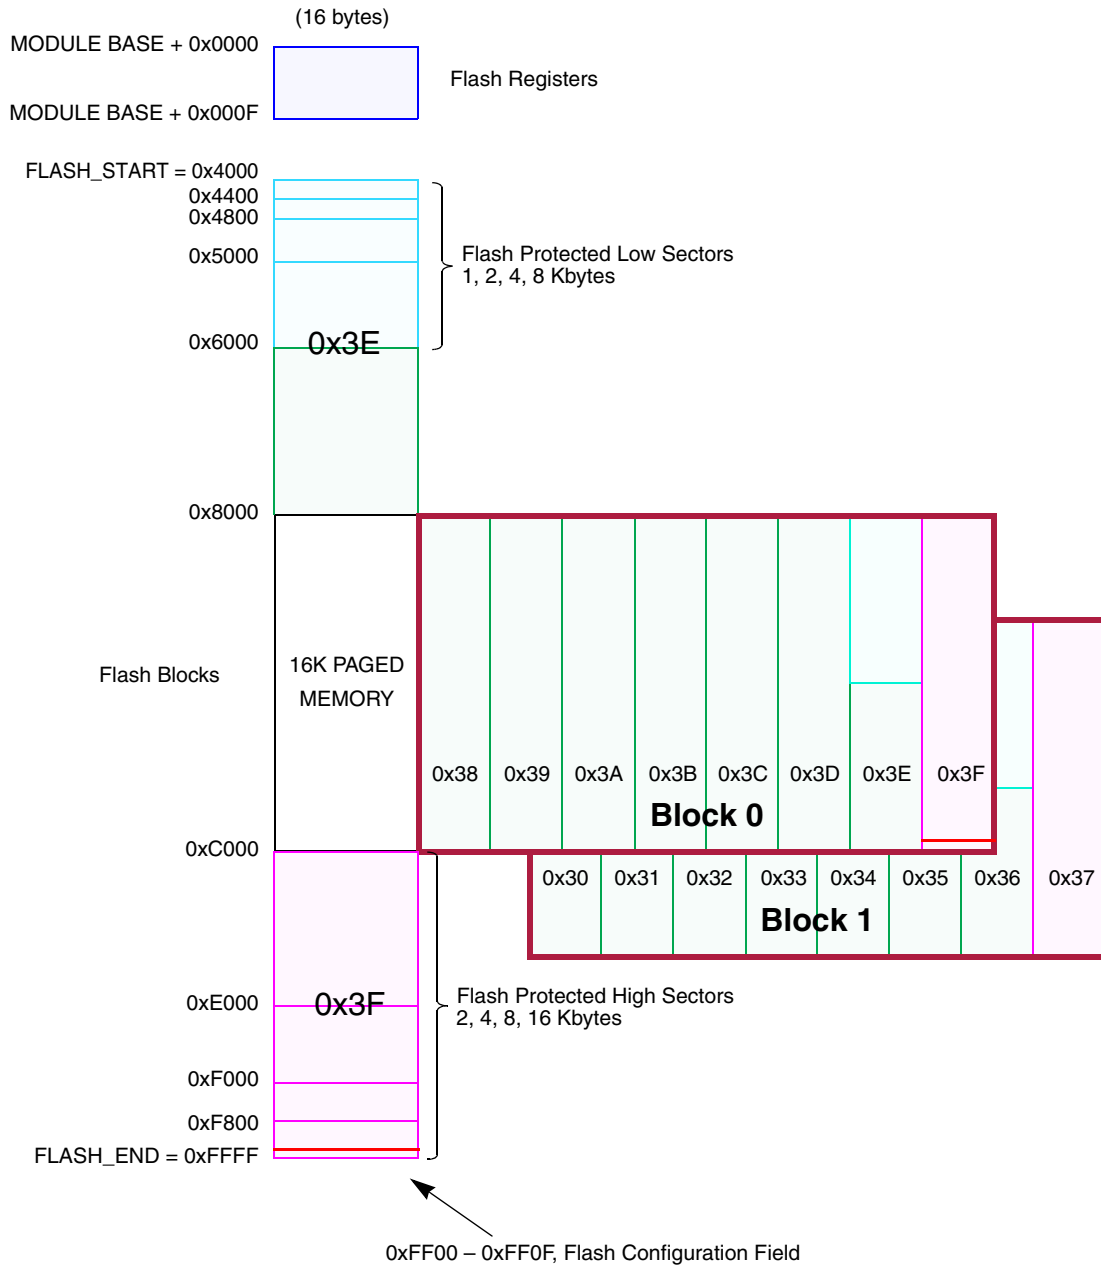 (16 bytes)
MODULE BASE + 0x0000
Flash Registers
MODULE BASE + 0x000F
FLASH_START = 0x4000
0x4400
0x4800
0x5000
Flash Protected Low Sectors
1, 2, 4, 8 Kbytes
0x6000
0x3E
0x8000
Flash Blocks
16K PAGED
MEMORY
0x38 0x39 0x3A 0x3B 0x3C 0x3D 0x3E 0x3F
Block 0
0xC000
0x30 0x31 0x32 0x33 0x34 0x35 0x36 0x37
Block 1
0xE000
0x3F
Flash Protected High Sectors
2, 4, 8, 16 Kbytes
0xF000
0xF800
FLASH_END = 0xFFFF
0xFF00 – 0xFF0F, Flash Configuration Field